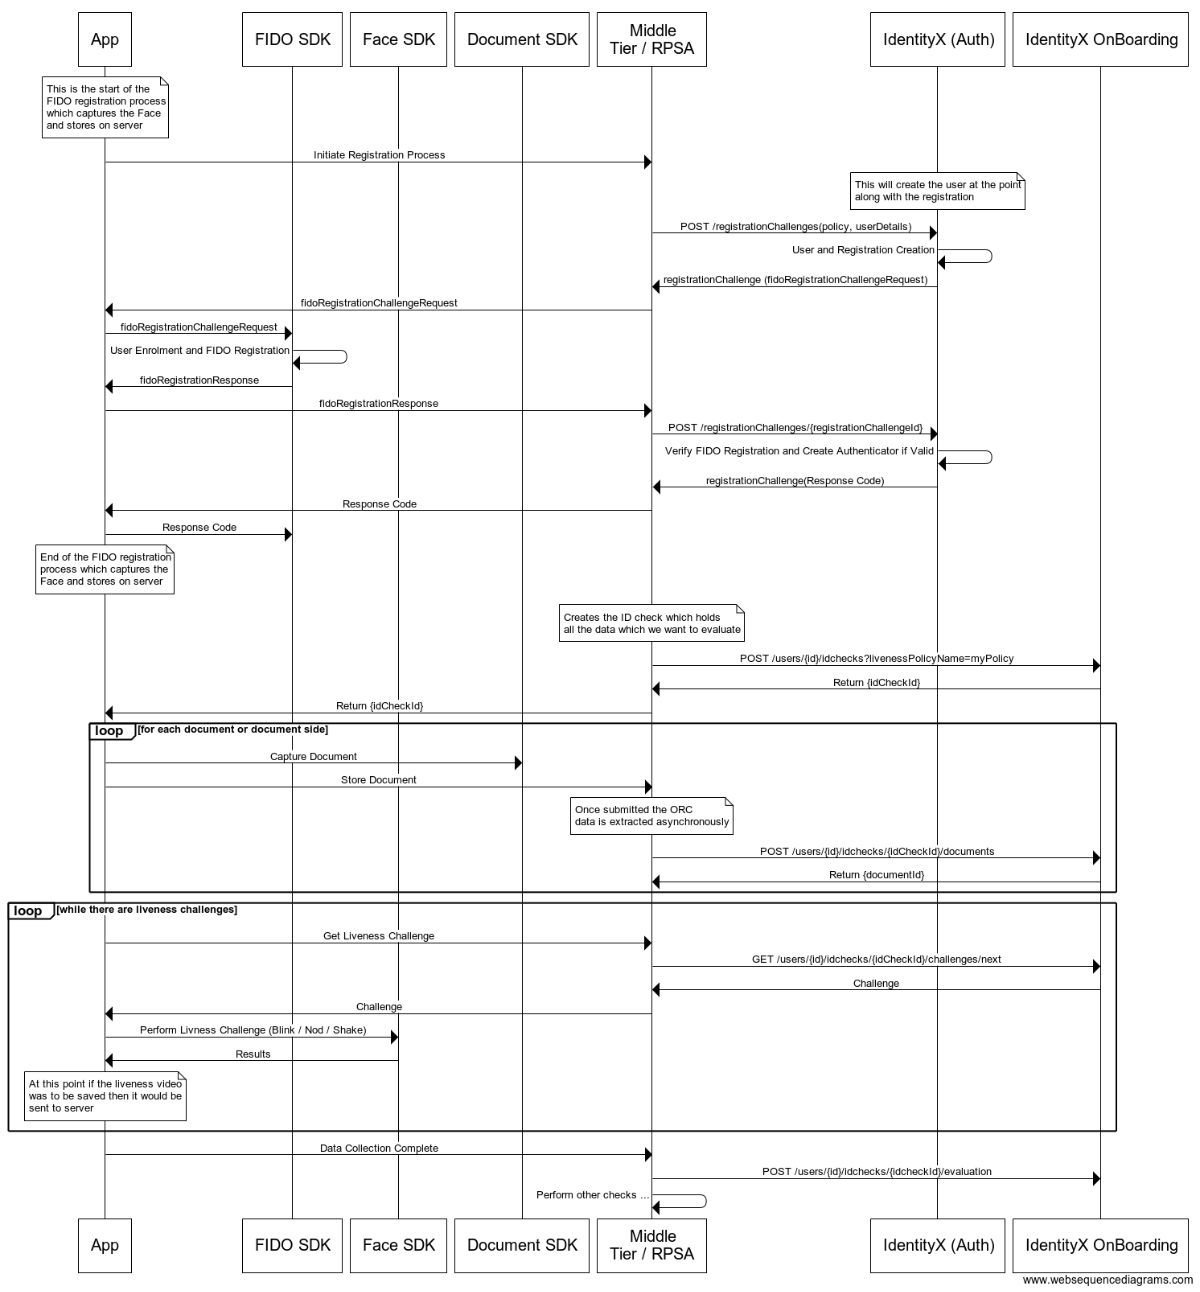 App
FIDO SDK
Face SDK
Document SDK
Middle
Tier / RPSA
IdentityX (Auth)
IdentityX OnBoarding
This is the start of the
FIDO registration process
which captures the Face
and stores on server
Initiate Registration Process
This will create the user at the point
along with the registration
POST /registrationChallenges(policy, userDetails)
User and Registration Creation
registrationChallenge (fidoRegistrationChallengeRequest)
fidoRegistrationChallengeRequest
fidoRegistrationChallengeRequest
User Enrolment and FIDO Registration
fidoRegistrationResponse
fidoRegistrationResponse
POST /registrationChallenges/{registrationChallengeId}
Verify FIDO Registration and Create Authenticator if Valid
registrationChallenge(Response Code)
Response Code
Response Code
End of the FIDO registration
process which captures the
Face and stores on server
Creates the ID check which holds
all the data which we want to evaluate
POST /users/{id}/idchecks?livenessPolicyName=myPolicy
Return {idCheckId}
Return {idCheckId}
loop [for each document or document side]
Capture Document
Store Document
Once submitted the ORC
data is extracted asynchronously
POST /users/{id}/idchecks/{idCheckId}/documents
Return {documentId}
loop [while there are liveness challenges]
Get Liveness Challenge
GET /users/{id}/idchecks/{idCheckId}/challenges/next
Challenge
Challenge
Perform Livness Challenge (Blink / Nod / Shake)
Results
At this point if the liveness video
was to be saved then it would be
sent to server
Data Collection Complete
POST /users/{id}/idchecks/{idcheckId}/evaluation
Perform other checks ...
App
FIDO SDK
Face SDK
Document SDK
Middle
Tier / RPSA
IdentityX (Auth)
IdentityX OnBoarding
www.websequencediagrams.com